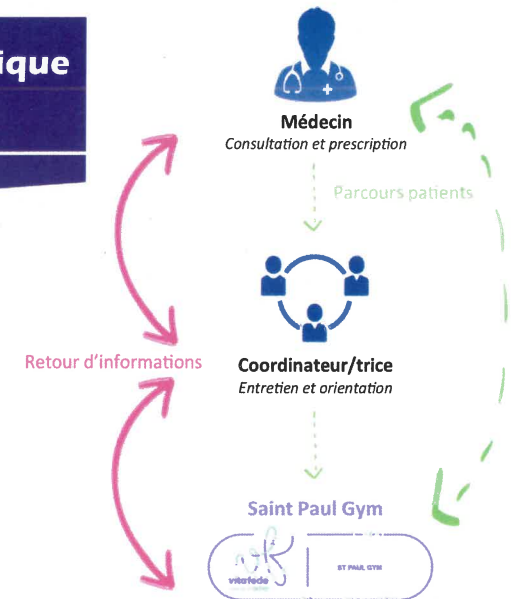 ique
Médecin
Consultation et prescription
Parcours patients
Retour d'informations
Coordinateur/trice
Entretien et orientation
Saint Paul Gym
vitafede
ST PAUL GYM